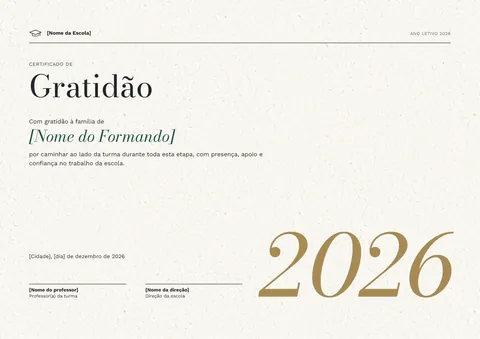 [Nome da Escola]
ANO LETIVO 2026
CERTIFICADO DE
Gratidão
Com gratidão à família de
[Nome do Formando]
por caminhar ao lado da turma durante toda esta etapa, com presença, apoio e
confiança no trabalho da escola.
[Cidade], [dia] de dezembro de 2026
2026
[Nome do professor]
Professor(a) da turma
[Nome da direção]
Direção da escola